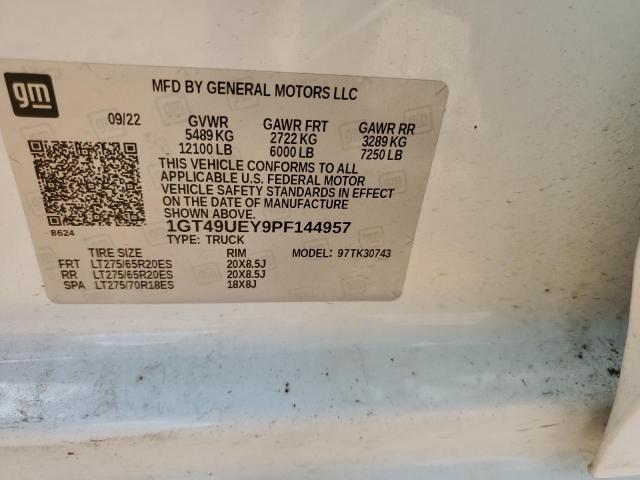 gm
MFD BY GENERAL MOTORS LLC
09/22 GVWR GAWR FRT GAWR RR
5489 KG 2722 KG 3289 KG
12100 LB 6000 LB 7250 LB
THIS VEHICLE CONFORMS TO ALL
APPLICABLE U.S. FEDERAL MOTOR
VEHICLE SAFETY STANDARDS IN EFFECT
ON THE DATE OF MANUFACTURE
SHOWN ABOVE.
8624 1GT49UEY9PF144957
TYPE: TRUCK MODEL: 97TK30743
TIRE SIZE RIM
FRT LT275/65R20ES 20X8.5J
RR LT275/65R20ES 20X8.5J
SPA LT275/70R18ES 18X8J